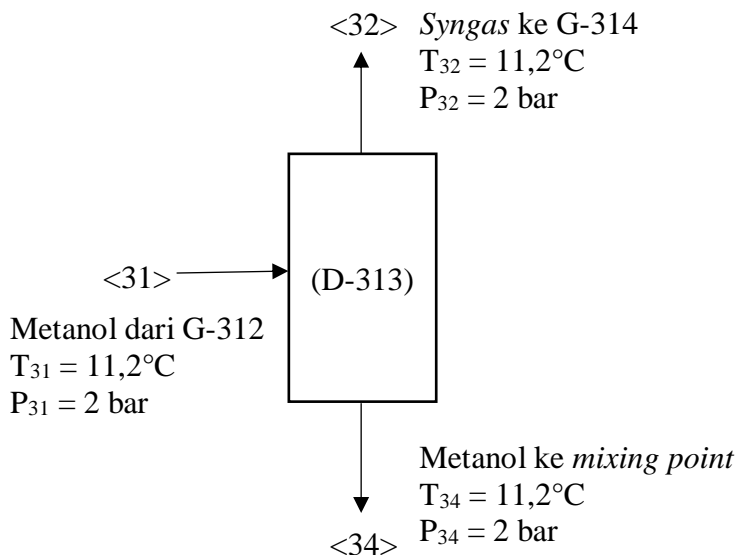 <32> Syngas ke G-314
T32 = 11,2°C
P32 = 2 bar
(D-313)
<31>
Metanol dari G-312
T31 = 11,2°C
P31 = 2 bar
Metanol ke mixing point
T34 = 11,2°C
P34 = 2 bar
<34>